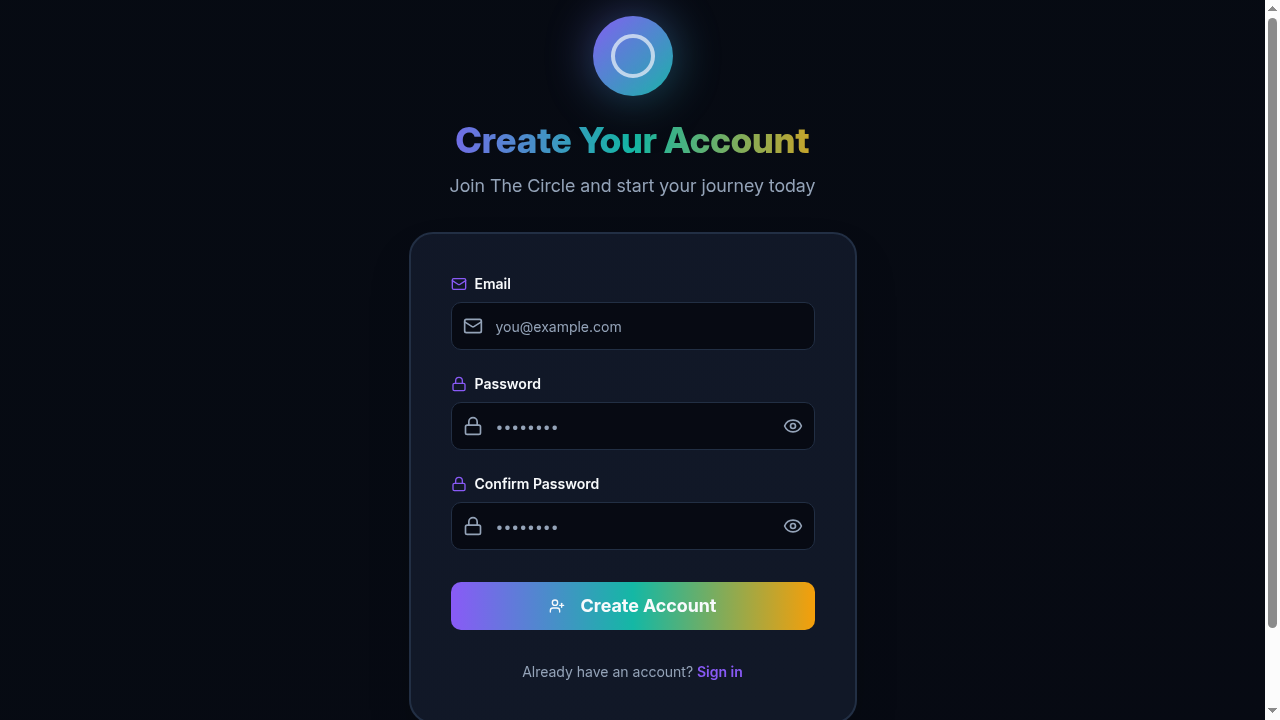 Create Your Account
Join The Circle and start your journey today
Email
you@example.com
Password
••••••••
Confirm Password
••••••••
Create Account
Already have an account? Sign in